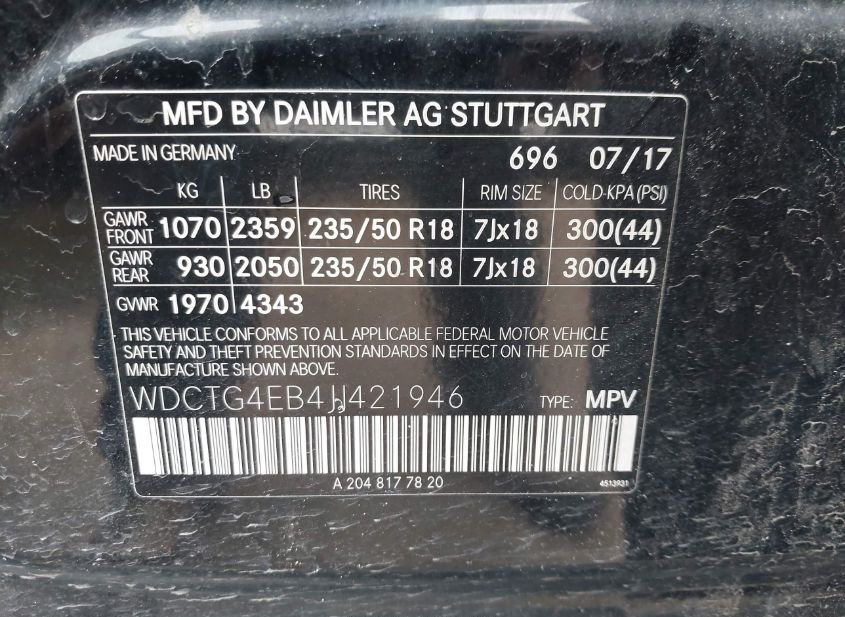 MFD BY DAIMLER AG STUTTGART
MADE IN GERMANY 696 07/17
KG LB TIRES RIM SIZE COLD-KPA (PSI)
GAWR FRONT 1070 2359 235/50 R18 7Jx18 300(44)
GAWR REAR 930 2050 235/50 R18 7Jx18 300(44)
GVWR 1970 4343
THIS VEHICLE CONFORMS TO ALL APPLICABLE FEDERAL MOTOR VEHICLE
SAFETY AND THEFT PREVENTION STANDARDS IN EFFECT ON THE DATE OF
MANUFACTURE SHOWN ABOVE.
WDCTG4EB4JJ421946 TYPE: MPV
A 204 817 78 20 4513931